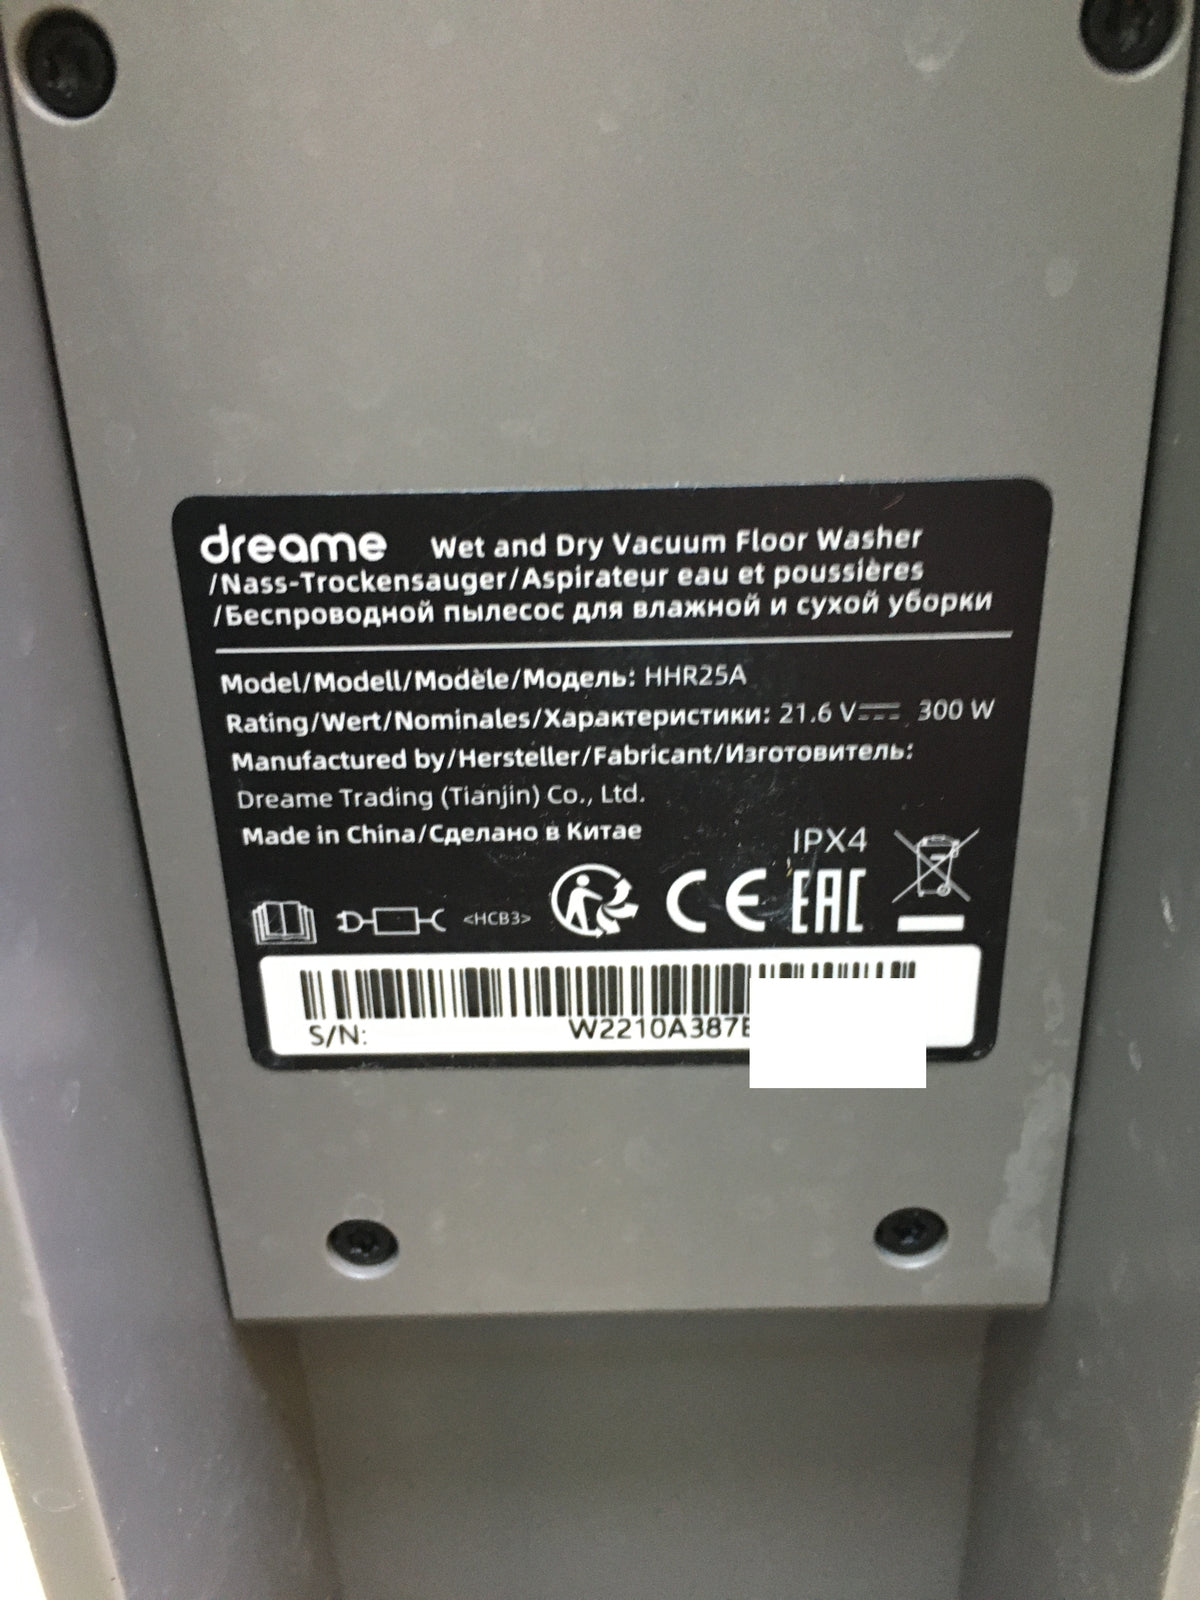 dreame Wet and Dry Vacuum Floor Washer
/Nass-Trockensauger/Aspirateur eau et poussières
/Беспроводной пылесос для влажной и сухой уборки
Model/Modell/Modèle/Модель: HHR25A
Rating/Wert/Nominales/Характеристики: 21.6 V⎓ 300 W
Manufactured by/Hersteller/Fabricant/Изготовитель:
Dreame Trading (Tianjin) Co., Ltd.
Made in China/Сделано в Китае
IPX4
<HCB3> CE EAC
S/N: W2210A387